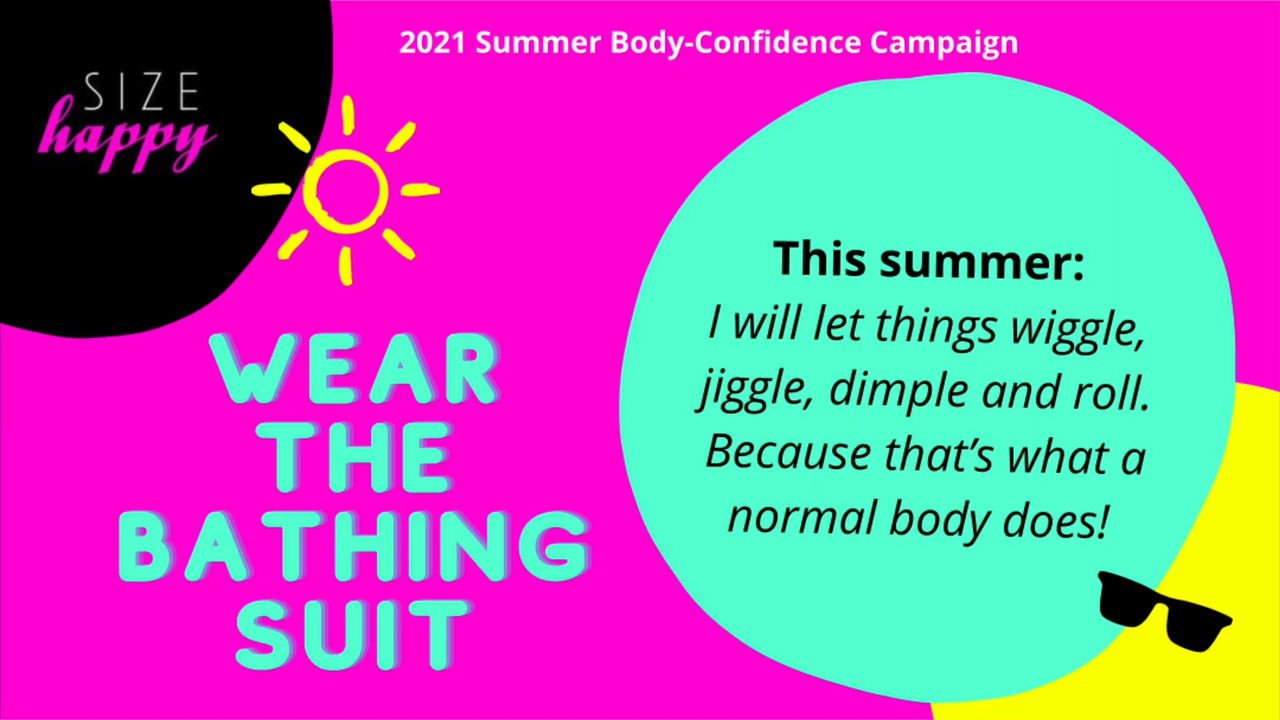 2021 Summer Body-Confidence Campaign
SIZE
happy
WEAR
THE
BATHING
SUIT
This summer:
I will let things wiggle,
jiggle, dimple and roll.
Because that’s what a
normal body does!